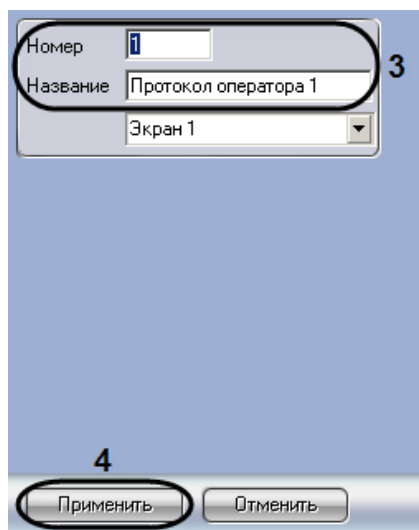 Номер 1
3
Название Протокол оператора 1
Экран 1
4
Применить Отменить